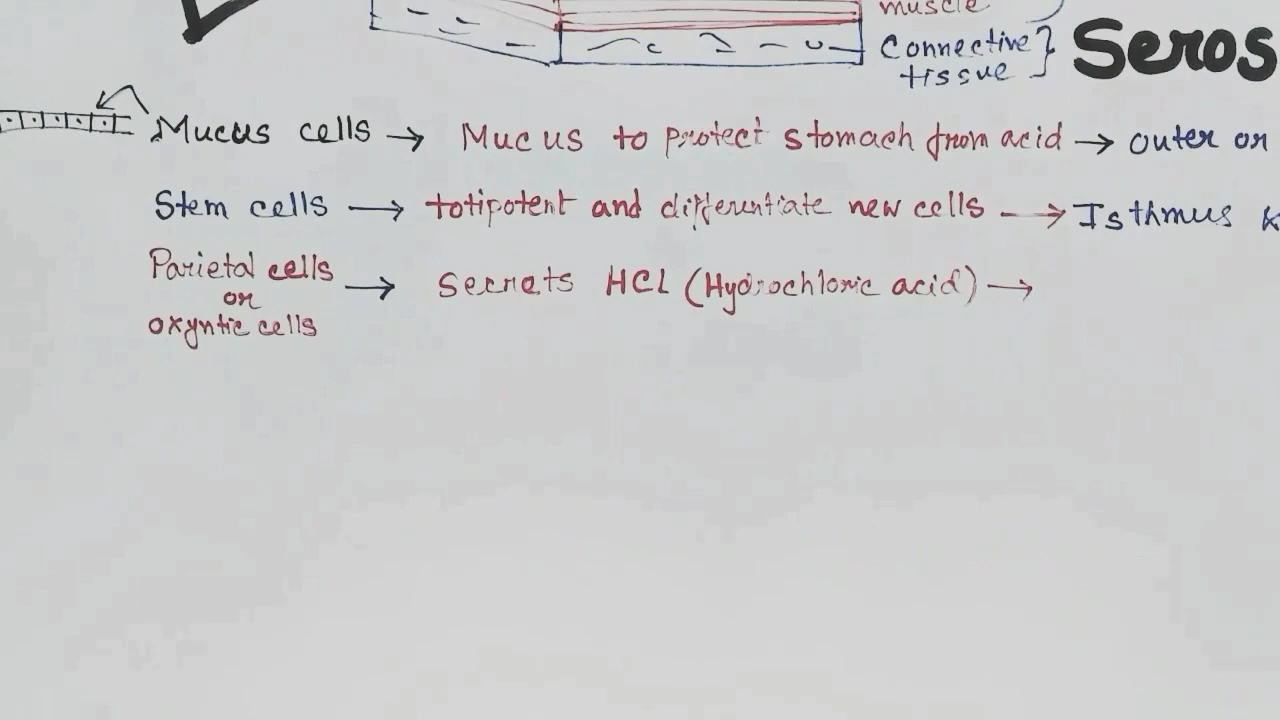 muscle
Connective
tissue
Seros
Mucus cells → Mucus to protect stomach from acid → outer or
Stem cells → totipotent and differentiate new cells → Isthmus
Parietal cells
or
oxyntic cells
→ Secrets HCL (Hydrochloric acid) →